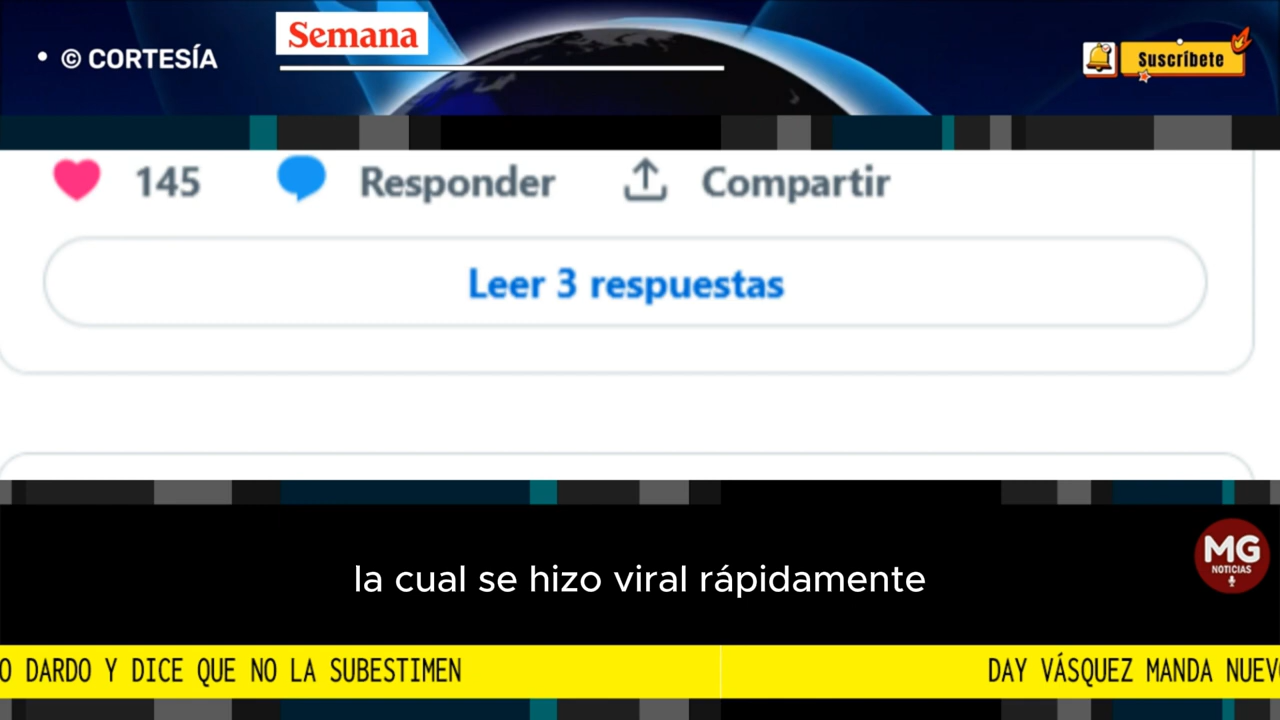 © CORTESÍA
Semana
Suscríbete
145 Responder Compartir
Leer 3 respuestas
MG
NOTICIAS
la cual se hizo viral rápidamente
O DARDO Y DICE QUE NO LA SUBESTIMEN DAY VÁSQUEZ MANDA NUEV